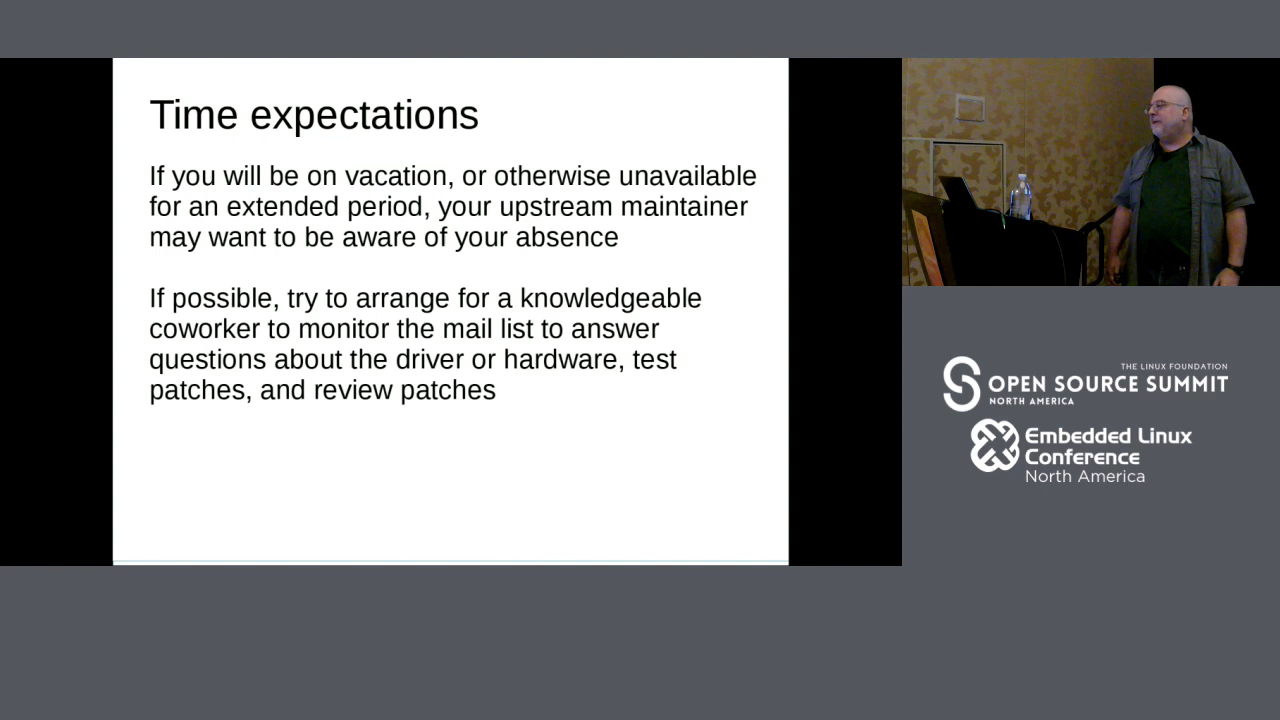 Time expectations
If you will be on vacation, or otherwise unavailable
for an extended period, your upstream maintainer
may want to be aware of your absence
If possible, try to arrange for a knowledgeable
coworker to monitor the mail list to answer
questions about the driver or hardware, test
patches, and review patches
THE LINUX FOUNDATION
OPEN SOURCE SUMMIT
NORTH AMERICA
Embedded Linux
Conference
North America